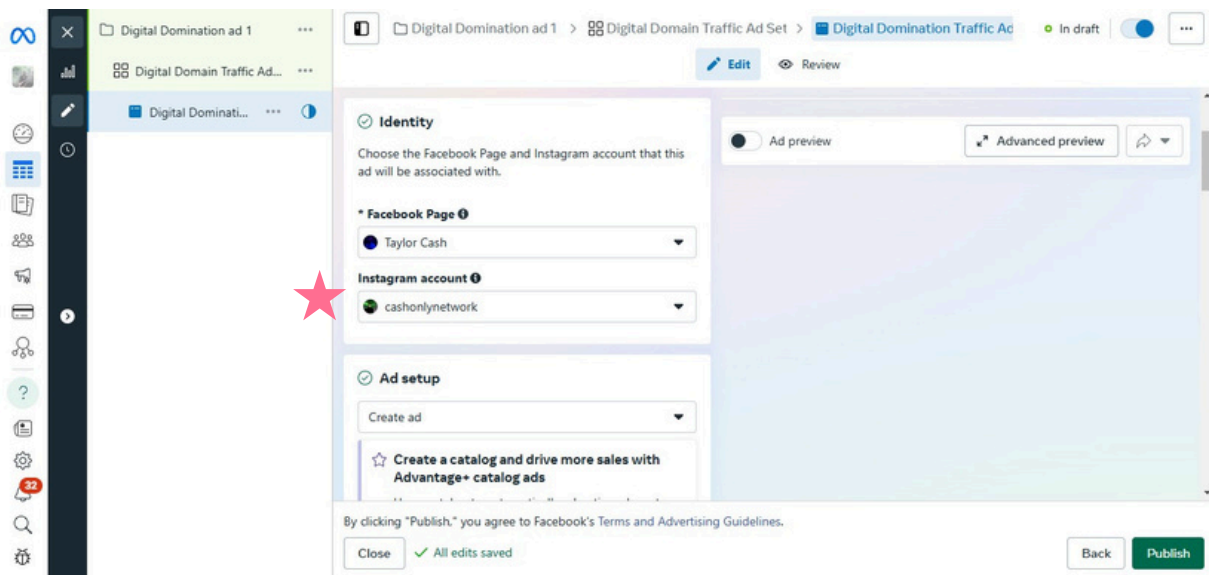 Digital Domination ad 1
Digital Domain Traffic Ad...
Digital Dominati...
32
Digital Domination ad 1 > Digital Domain Traffic Ad Set > Digital Domination Traffic Ad
In draft
Edit
Review
Identity
Choose the Facebook Page and Instagram account that this
ad will be associated with.
* Facebook Page
Taylor Cash
Instagram account
cashonlynetwork
Ad setup
Create ad
Create a catalog and drive more sales with
Advantage+ catalog ads
Ad preview
Advanced preview
By clicking "Publish," you agree to Facebook's Terms and Advertising Guidelines.
Close
All edits saved
Back
Publish